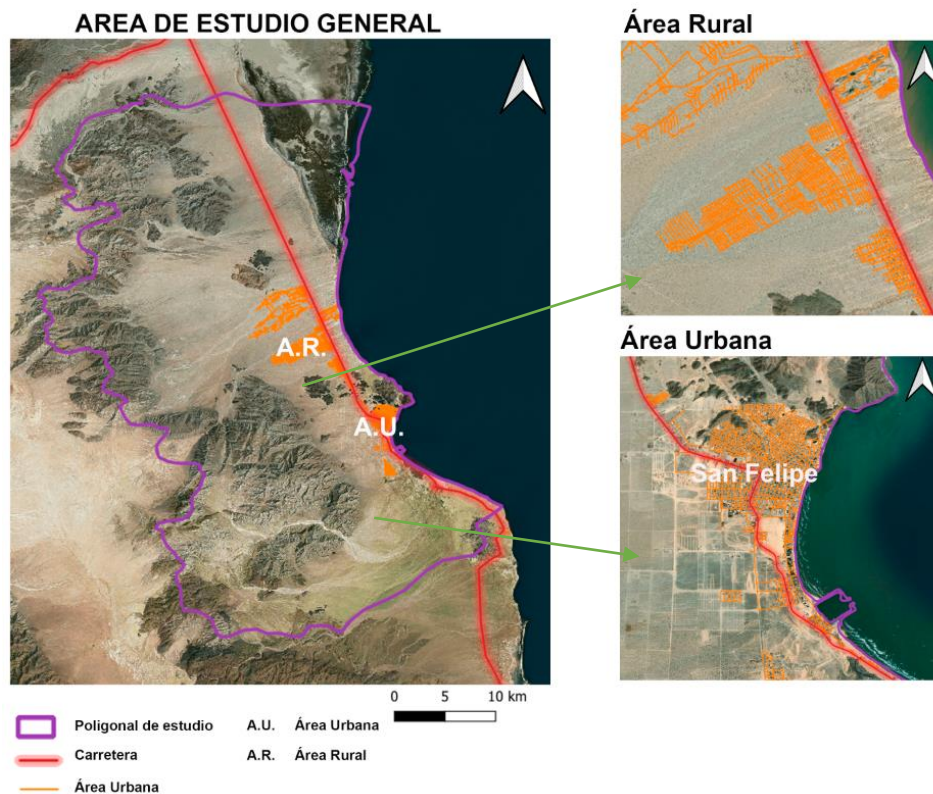 AREA DE ESTUDIO GENERAL
Área Rural
A.R.
A.U.
Área Urbana
San Felipe
0 5 10 km
Poligonal de estudio A.U. Área Urbana
Carretera A.R. Área Rural
Área Urbana